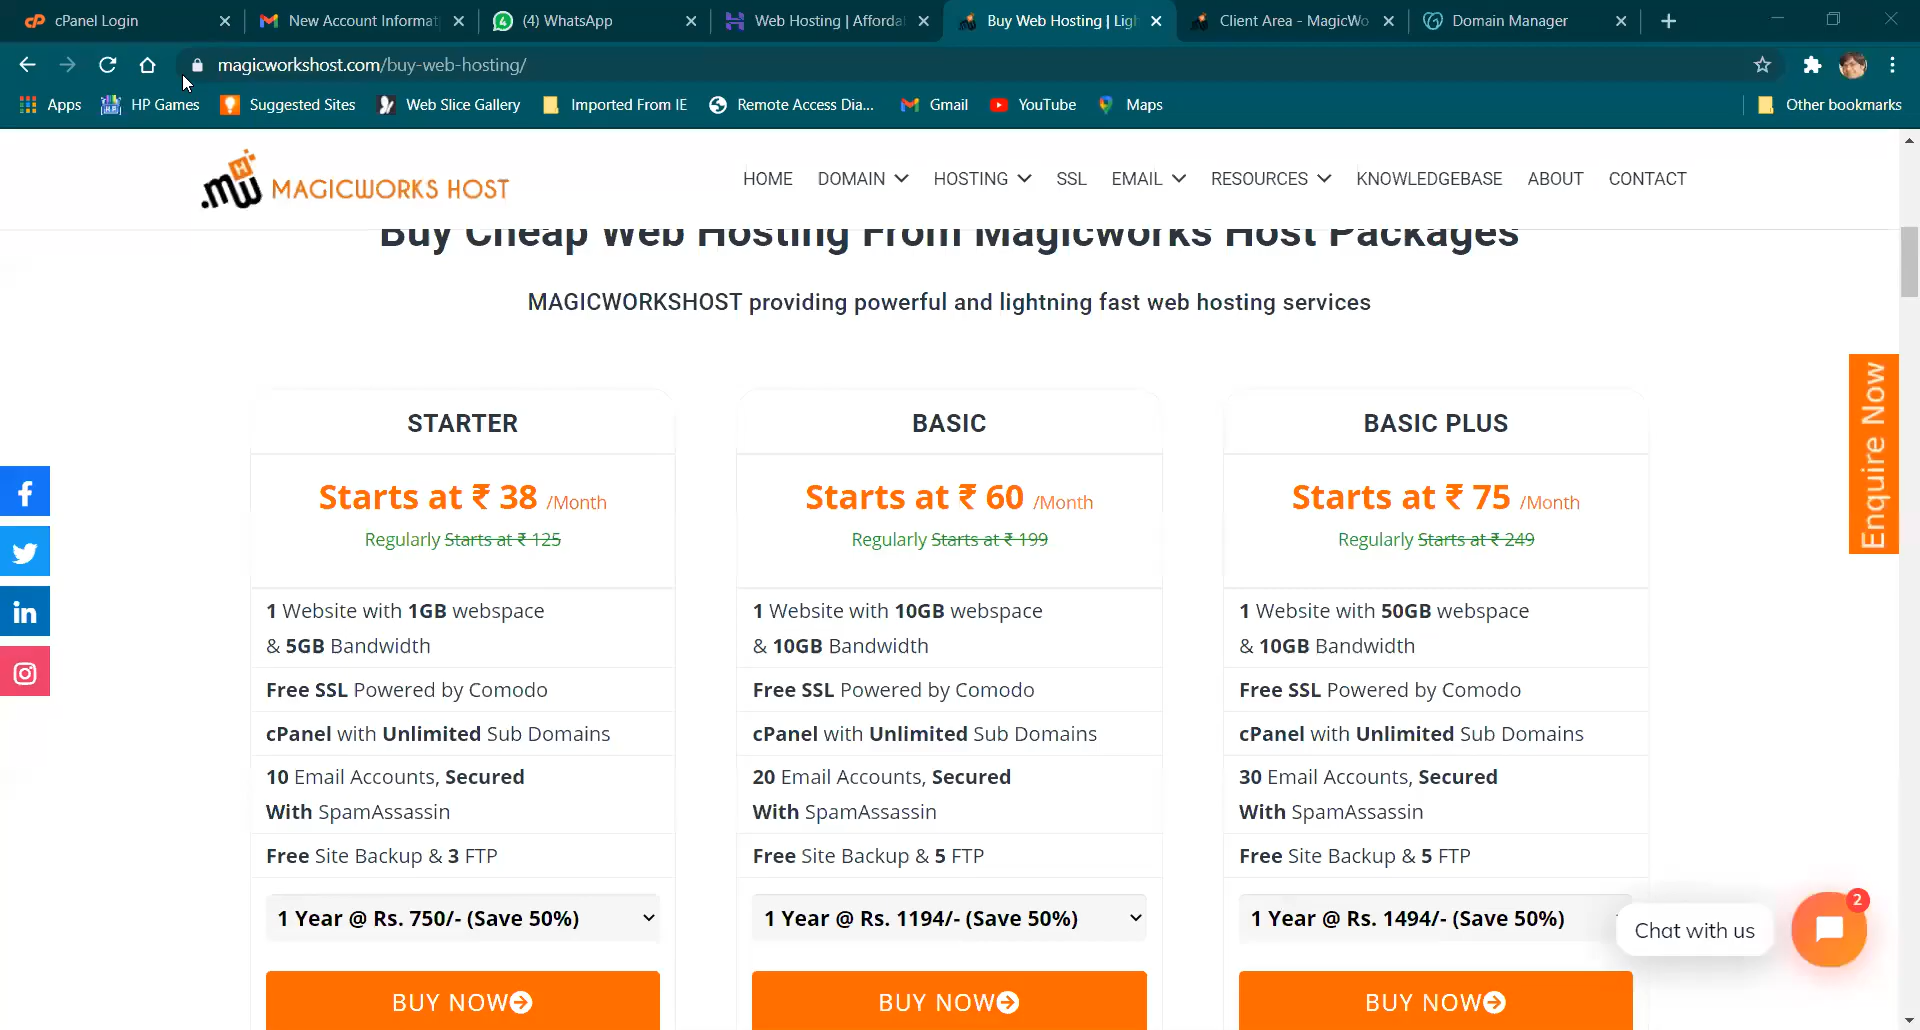 cPanel Login
New Account Informat
(4) WhatsApp
Web Hosting | Afforda
Buy Web Hosting | Ligh
Client Area - MagicWo
Domain Manager
magicworkshost.com/buy-web-hosting/
Apps
HP Games
Suggested Sites
Web Slice Gallery
Imported From IE
Remote Access Dia...
Gmail
YouTube
Maps
Other bookmarks
MAGICWORKS HOST
HOME
DOMAIN
HOSTING
SSL
EMAIL
RESOURCES
KNOWLEDGEBASE
ABOUT
CONTACT
Buy Cheap Web Hosting From Magicworks Host Packages
MAGICWORKSHOST providing powerful and lightning fast web hosting services
Enquire Now
STARTER
Starts at ₹ 38 /Month
Regularly Starts at ₹ 125
1 Website with 1GB webspace
& 5GB Bandwidth
Free SSL Powered by Comodo
cPanel with Unlimited Sub Domains
10 Email Accounts, Secured
With SpamAssassin
Free Site Backup & 3 FTP
1 Year @ Rs. 750/- (Save 50%)
BUY NOW
BASIC
Starts at ₹ 60 /Month
Regularly Starts at ₹ 199
1 Website with 10GB webspace
& 10GB Bandwidth
Free SSL Powered by Comodo
cPanel with Unlimited Sub Domains
20 Email Accounts, Secured
With SpamAssassin
Free Site Backup & 5 FTP
1 Year @ Rs. 1194/- (Save 50%)
BUY NOW
BASIC PLUS
Starts at ₹ 75 /Month
Regularly Starts at ₹ 249
1 Website with 50GB webspace
& 10GB Bandwidth
Free SSL Powered by Comodo
cPanel with Unlimited Sub Domains
30 Email Accounts, Secured
With SpamAssassin
Free Site Backup & 5 FTP
1 Year @ Rs. 1494/- (Save 50%)
BUY NOW
Chat with us
2